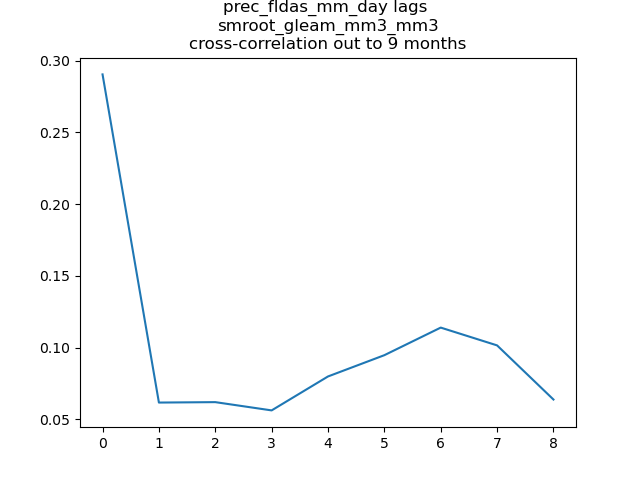 prec_fldas_mm_day lags
smroot_gleam_mm3_mm3
cross-correlation out to 9 months
0.30
0.25
0.20
0.15
0.10
0.05
0 1 2 3 4 5 6 7 8